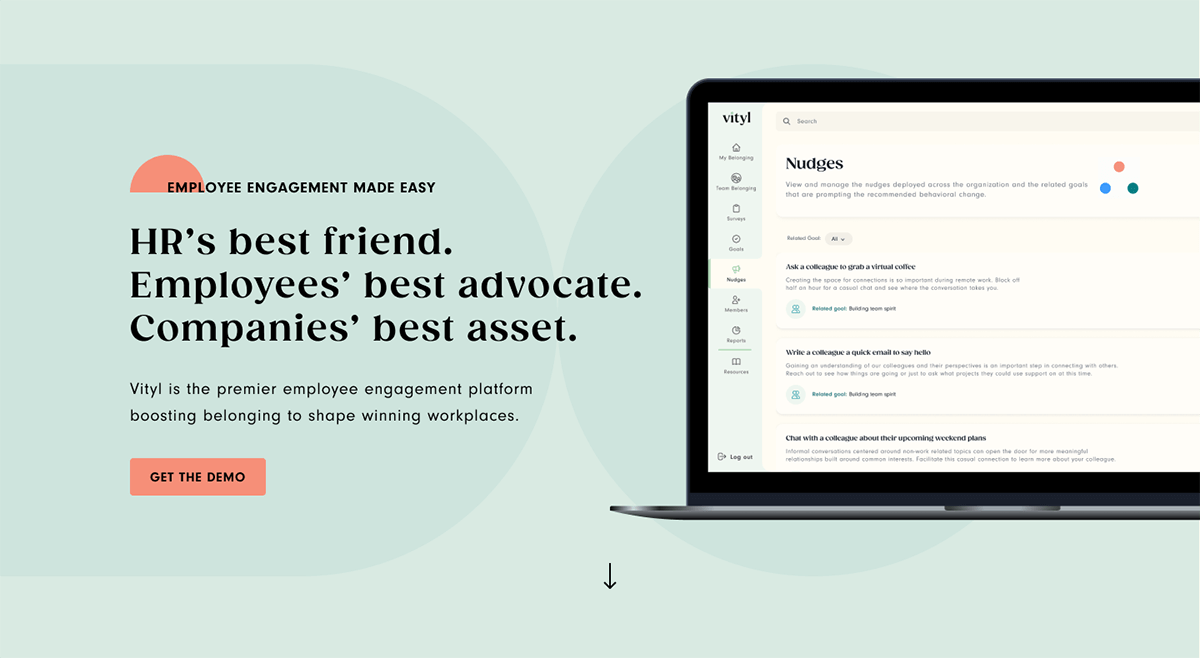 EMPLOYEE ENGAGEMENT MADE EASY
HR’s best friend.
Employees’ best advocate.
Companies’ best asset.
Vityl is the premier employee engagement platform
boosting belonging to shape winning workplaces.
GET THE DEMO
vityl
My Belonging
Team Belonging
Surveys
Goals
Nudges
Members
Reports
Resources
Log out
Search
Nudges
View and manage the nudges deployed across the organization and the related goals
that are prompting the recommended behavioral change.
Related Goal: All
Ask a colleague to grab a virtual coffee
Creating the space for connections is so important during remote work. Block off
half an hour for a casual chat and see where the conversation takes you.
Related goal: Building team spirit
Write a colleague a quick email to say hello
Gaining an understanding of our colleagues and their perspectives is an important step in connecting with others.
Reach out to see how things are going or just to ask what projects they could use support on at this time.
Related goal: Building team spirit
Chat with a colleague about their upcoming weekend plans
Informal conversations centered around non-work related topics can open the door for more meaningful
relationships built around common interests. Facilitate this casual connection to learn more about your colleague.